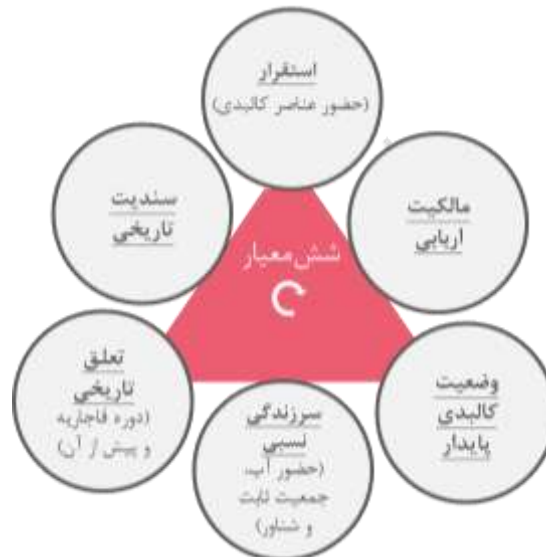 استقرار
(حضور عناصر کالبدی)
سندیت
تاریخی
مالکیت
اربابی
شش معیار
تعلق
تاریخی
(دوره قاجاریه
و پیش از آن)
سرزندگی
نسبی
(حضور آب،
جمعیت ثابت
و شناور)
وضعیت
کالبدی
پایدار